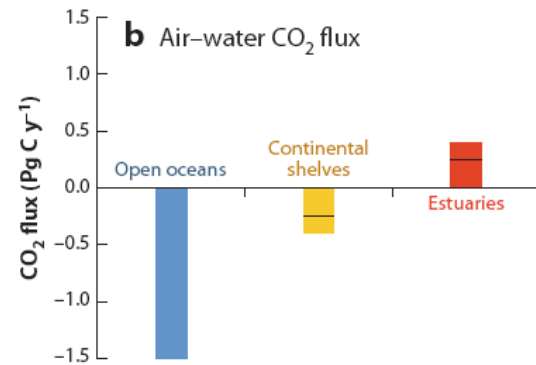 b Air–water CO₂ flux
CO₂ flux (Pg C y⁻¹)
1.5
1.0
0.5
0.0
−0.5
−1.0
−1.5
Open oceans
Continental
shelves
Estuaries